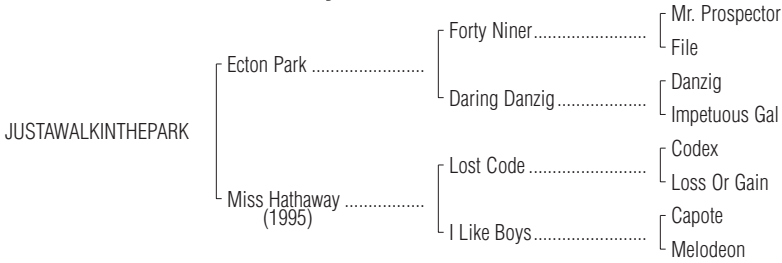 Mr. Prospector
Forty Niner
File
Ecton Park
Danzig
Daring Danzig
Impetuous Gal
JUSTAWALKINTHEPARK
Codex
Lost Code
Loss Or Gain
Miss Hathaway
(1995)
Capote
I Like Boys
Melodeon